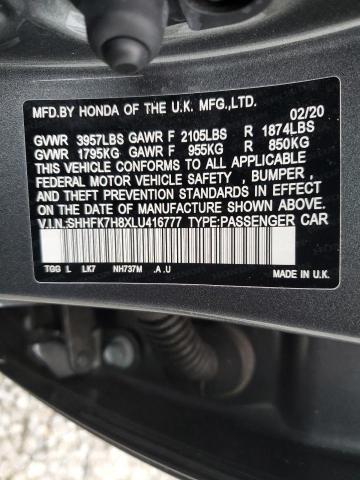 MFD.BY HONDA OF THE U.K. MFG.,LTD. 02/20
GVWR 3957LBS GAWR F 2105LBS R 1874LBS
GVWR 1795KG GAWR F 955KG R 850KG
THIS VEHICLE CONFORMS TO ALL APPLICABLE
FEDERAL MOTOR VEHICLE SAFETY , BUMPER ,
AND THEFT PREVENTION STANDARDS IN EFFECT
ON THE DATE OF MANUFACTURE SHOWN ABOVE.
V.I.N.:SHHFK7H8XLU416777 TYPE:PASSENGER CAR
TGG L LK7 NH737M .A .U
MADE IN U.K.